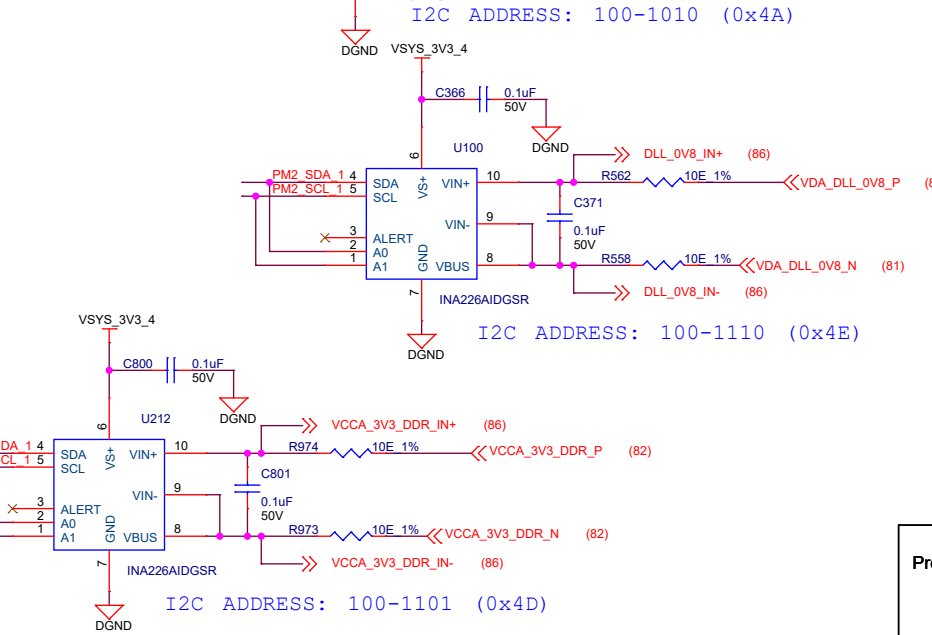 I2C ADDRESS: 100-1010 (0x4A)
DGND
VSYS_3V3_4
C366
0.1uF
50V
DGND
6
U100
PM2_SDA_1 4
PM2_SCL_1 5
SDA
SCL
VS+
VIN+
10
DLL_0V8_IN+ (86)
R562
10E_1%
VDA_DLL_0V8_P
C371
0.1uF
50V
VIN-
9
3
2
1
ALERT
A0
A1
GND
VBUS
8
R558
10E_1%
VDA_DLL_0V8_N (81)
7
INA226AIDGSR
DLL_0V8_IN- (86)
DGND
I2C ADDRESS: 100-1110 (0x4E)
VSYS_3V3_4
C800
0.1uF
50V
DGND
6
U212
DA_1 4
CL_1 5
SDA
SCL
VS+
VIN+
10
VCCA_3V3_DDR_IN+ (86)
R974
10E_1%
VCCA_3V3_DDR_P (82)
C801
0.1uF
50V
VIN-
9
3
2
1
ALERT
A0
A1
GND
VBUS
8
R973
10E_1%
VCCA_3V3_DDR_N (82)
7
INA226AIDGSR
VCCA_3V3_DDR_IN- (86)
DGND
I2C ADDRESS: 100-1101 (0x4D)